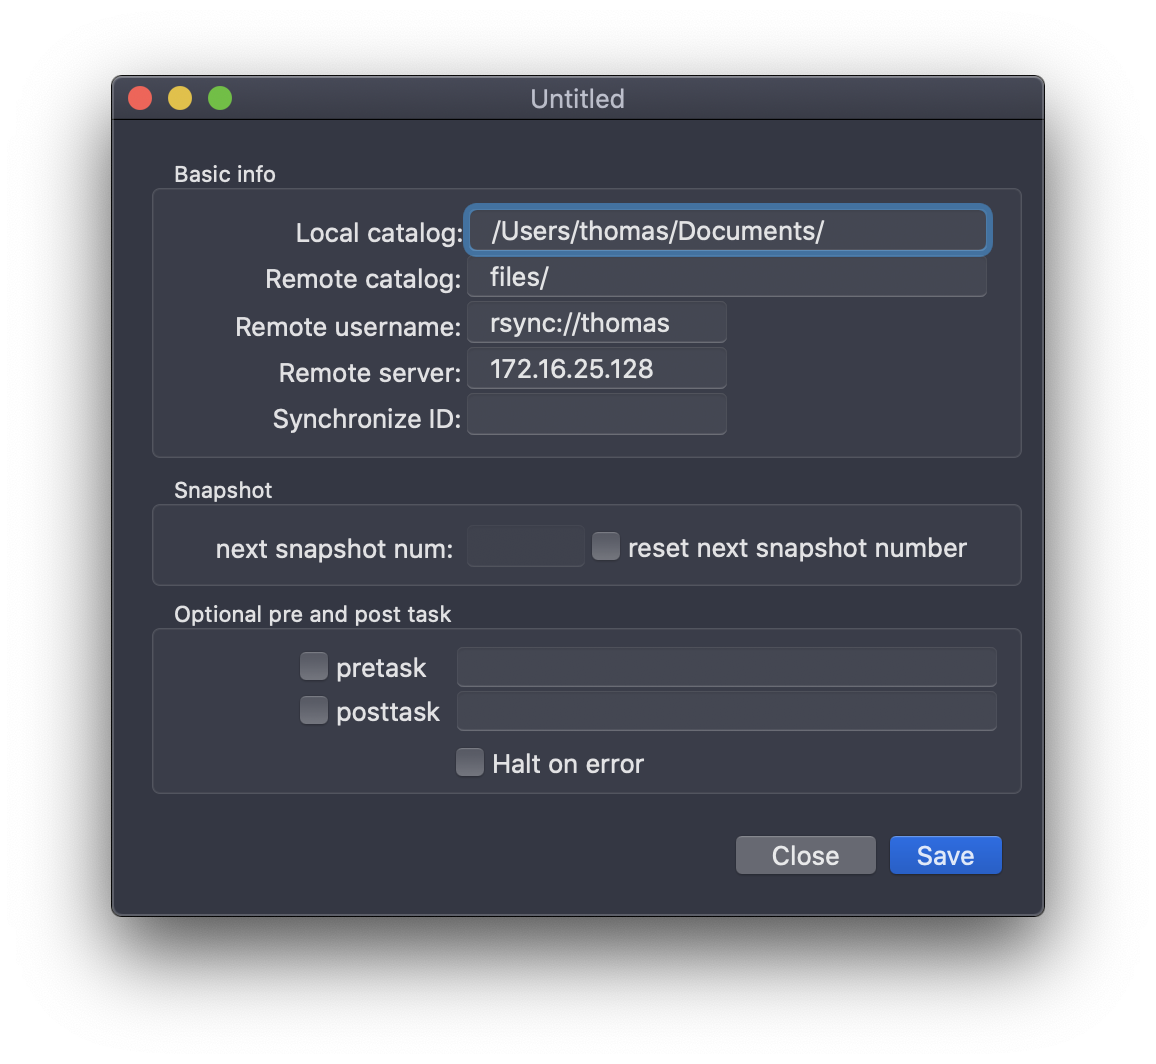 Untitled
Basic info
Local catalog: /Users/thomas/Documents/
Remote catalog: files/
Remote username: rsync://thomas
Remote server: 172.16.25.128
Synchronize ID:
Snapshot
next snapshot num: reset next snapshot number
Optional pre and post task
pretask
posttask
Halt on error
Close Save